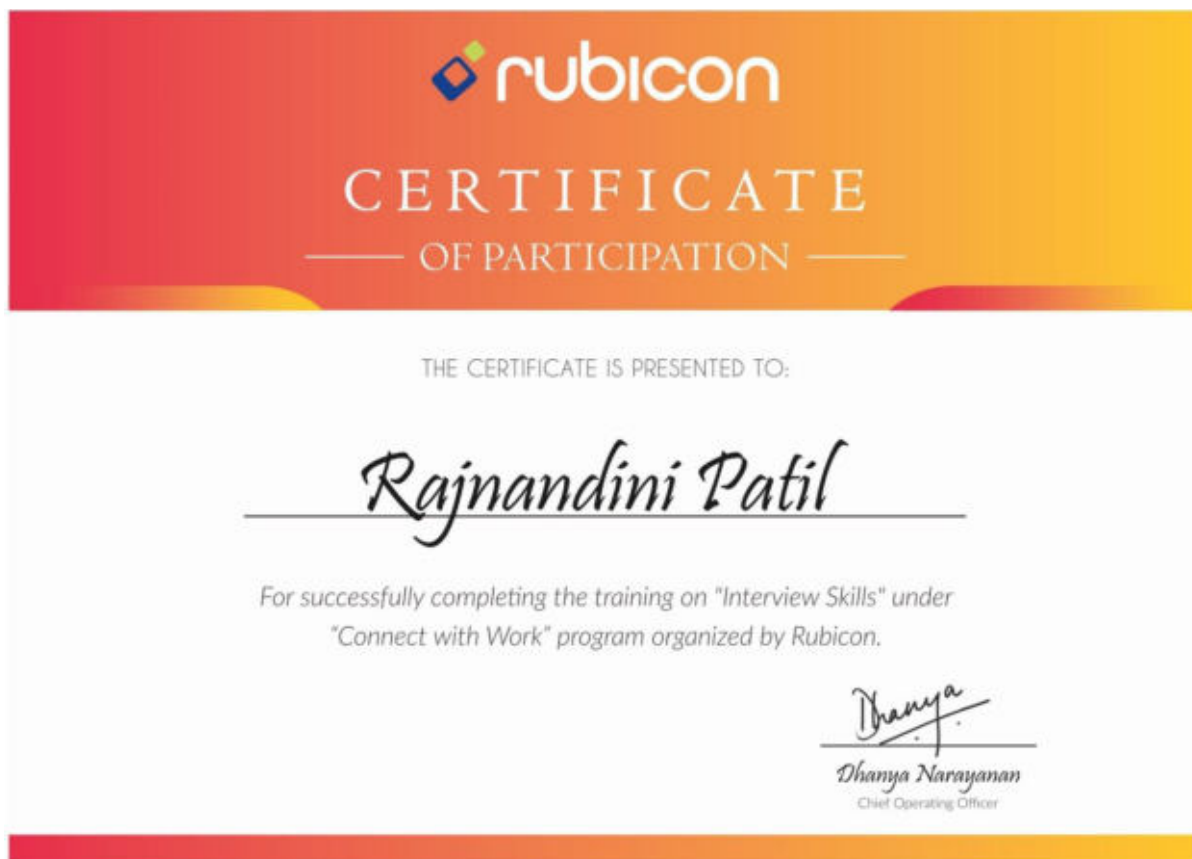 rubicon
CERTIFICATE
OF PARTICIPATION
THE CERTIFICATE IS PRESENTED TO:
Rajnandini Patil
For successfully completing the training on "Interview Skills" under
"Connect with Work" program organized by Rubicon.
Dhanya
Dhanya Narayanan
Chief Operating Officer